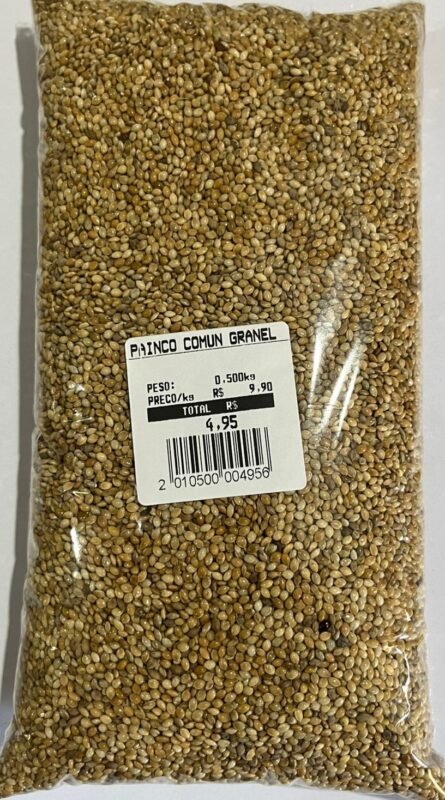 PAINCO COMUN GRANEL
PESO: 0,500kg
PRECO/kg R$ 9,90
TOTAL R$
4,95
2 010500 004956